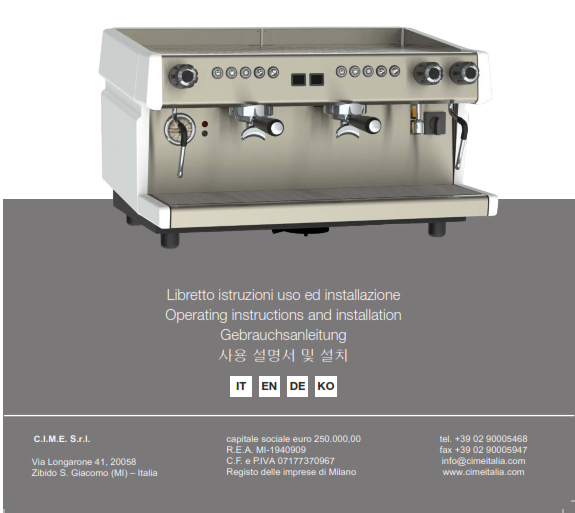 Libretto istruzioni uso ed installazione
Operating instructions and installation
Gebrauchsanleitung
사용 설명서 및 설치
IT EN DE KO
C.I.M.E. S.r.l.
Via Longarone 41, 20058
Zibido S. Giacomo (MI) – Italia
capitale sociale euro 250.000,00
R.E.A. MI-1940909
C.F. e P.IVA 07177370967
Registo delle imprese di Milano
tel. +39 02 90005468
fax +39 02 90005947
info@cimeitalia.com
www.cimeitalia.com